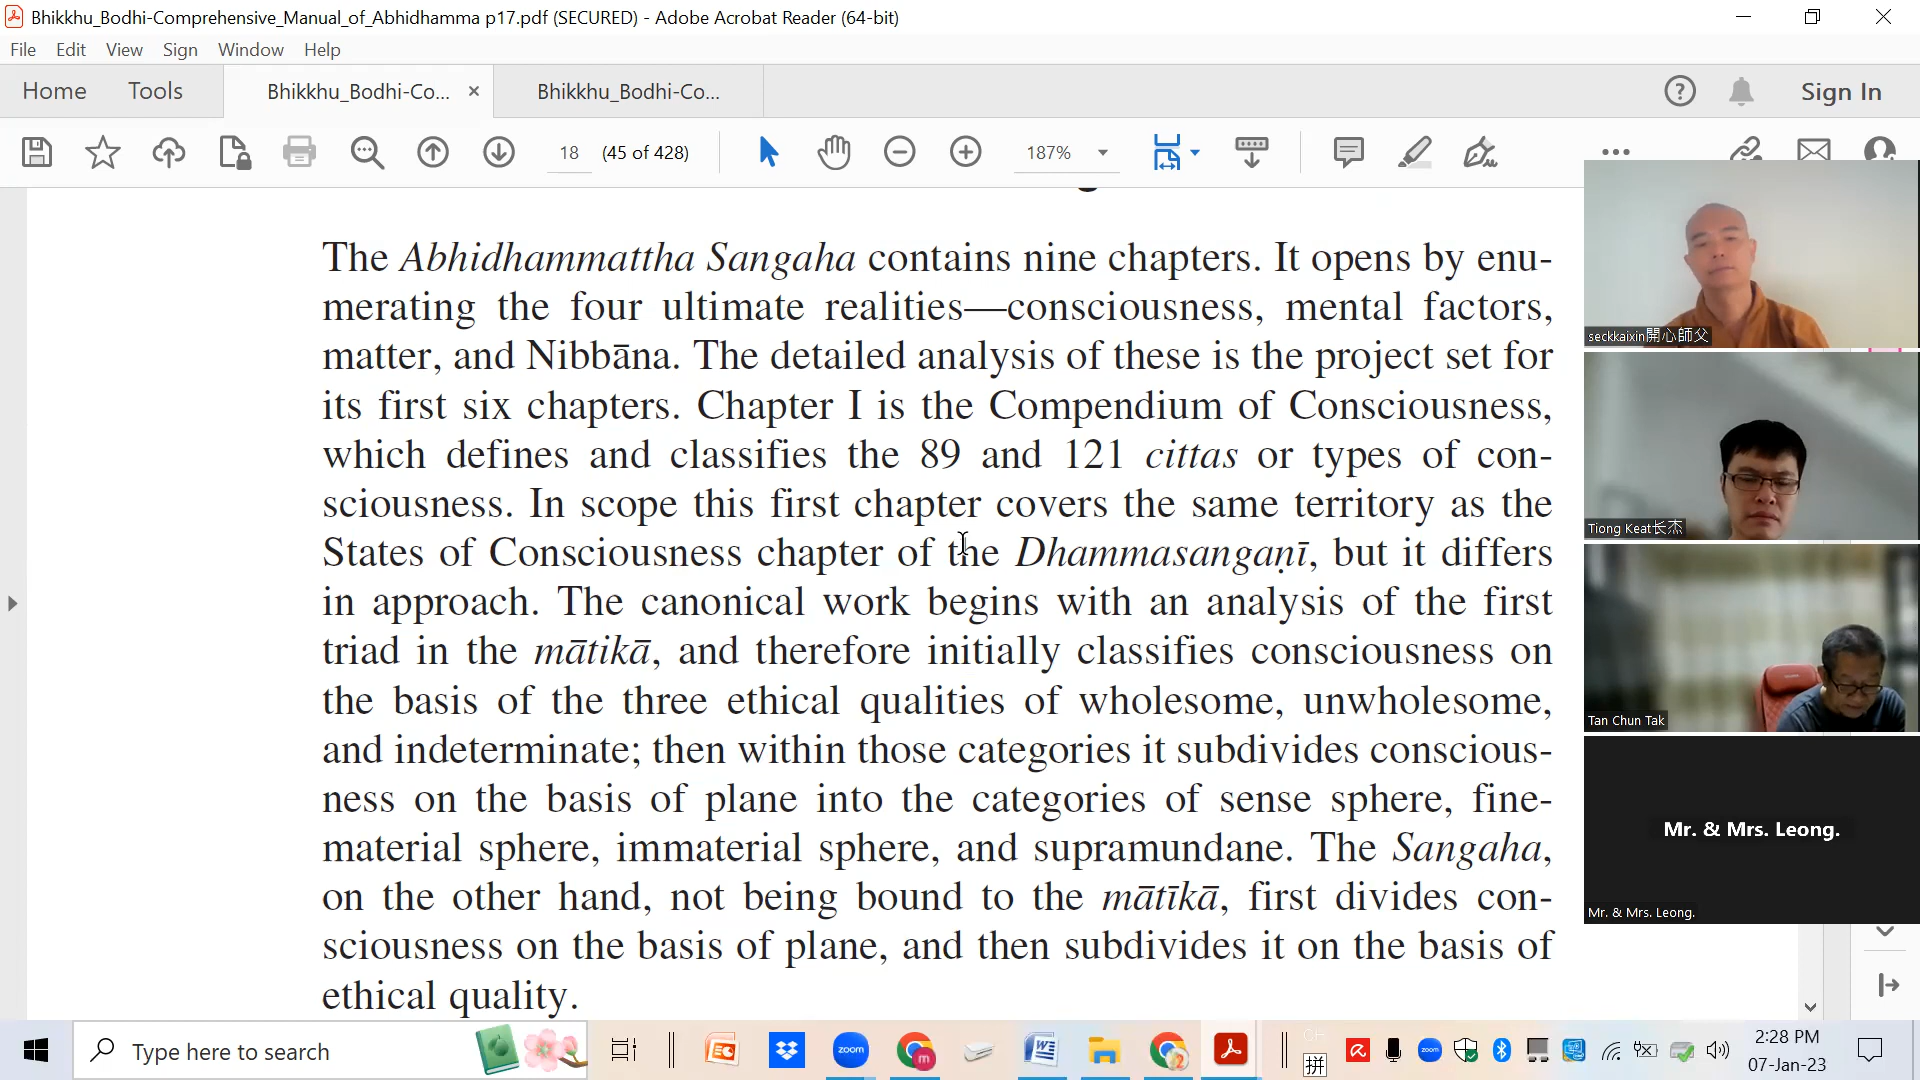 Bhikkhu_Bodhi-Comprehensive_Manual_of_Abhidhamma p17.pdf (SECURED) - Adobe Acrobat Reader (64-bit)
File Edit View Sign Window Help
Home Tools Bhikkhu_Bodhi-Co... × Bhikkhu_Bodhi-Co... Sign In
18 (45 of 428) 187%
The Abhidhammattha Sangaha contains nine chapters. It opens by enu-
merating the four ultimate realities—consciousness, mental factors,
matter, and Nibbāna. The detailed analysis of these is the project set for
its first six chapters. Chapter I is the Compendium of Consciousness,
which defines and classifies the 89 and 121 cittas or types of con-
sciousness. In scope this first chapter covers the same territory as the
States of Consciousness chapter of the Dhammasangaṇī, but it differs
in approach. The canonical work begins with an analysis of the first
triad in the mātikā, and therefore initially classifies consciousness on
the basis of the three ethical qualities of wholesome, unwholesome,
and indeterminate; then within those categories it subdivides conscious-
ness on the basis of plane into the categories of sense sphere, fine-
material sphere, immaterial sphere, and supramundane. The Sangaha,
on the other hand, not being bound to the mātīkā, first divides con-
sciousness on the basis of plane, and then subdivides it on the basis of
ethical quality.
seckkaixin開心師父
Tiong Keat长杰
Tan Chun Tak
Mr. & Mrs. Leong.
Mr. & Mrs. Leong.
Type here to search
zoom
zoom
拼
2:28 PM
07-Jan-23